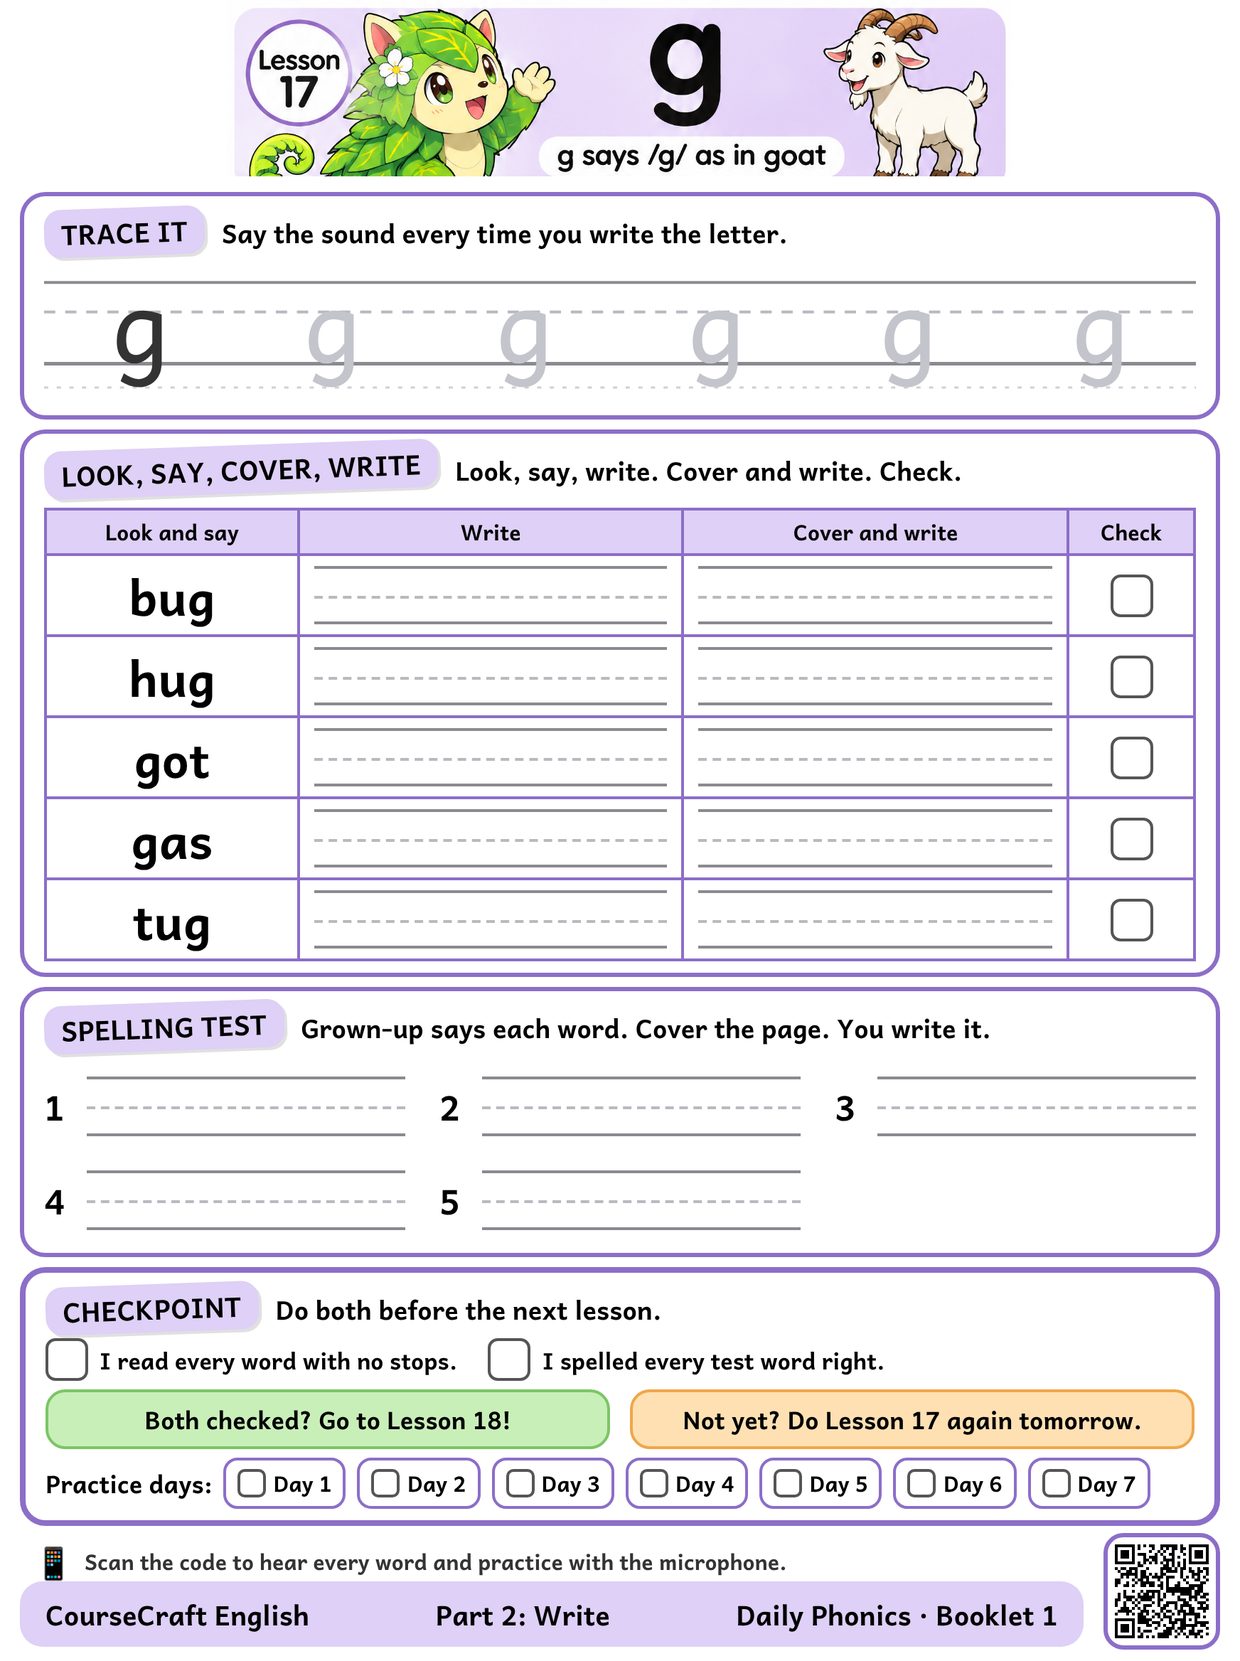 Lesson
17
g
g says /g/ as in goat
TRACE IT Say the sound every time you write the letter.
g g g g g g
LOOK, SAY, COVER, WRITE Look, say, write. Cover and write. Check.
Look and say Write Cover and write Check
bug
hug
got
gas
tug
SPELLING TEST Grown-up says each word. Cover the page. You write it.
1 2 3
4 5
CHECKPOINT Do both before the next lesson.
I read every word with no stops. I spelled every test word right.
Both checked? Go to Lesson 18! Not yet? Do Lesson 17 again tomorrow.
Practice days: Day 1 Day 2 Day 3 Day 4 Day 5 Day 6 Day 7
Scan the code to hear every word and practice with the microphone.
CourseCraft English Part 2: Write Daily Phonics · Booklet 1